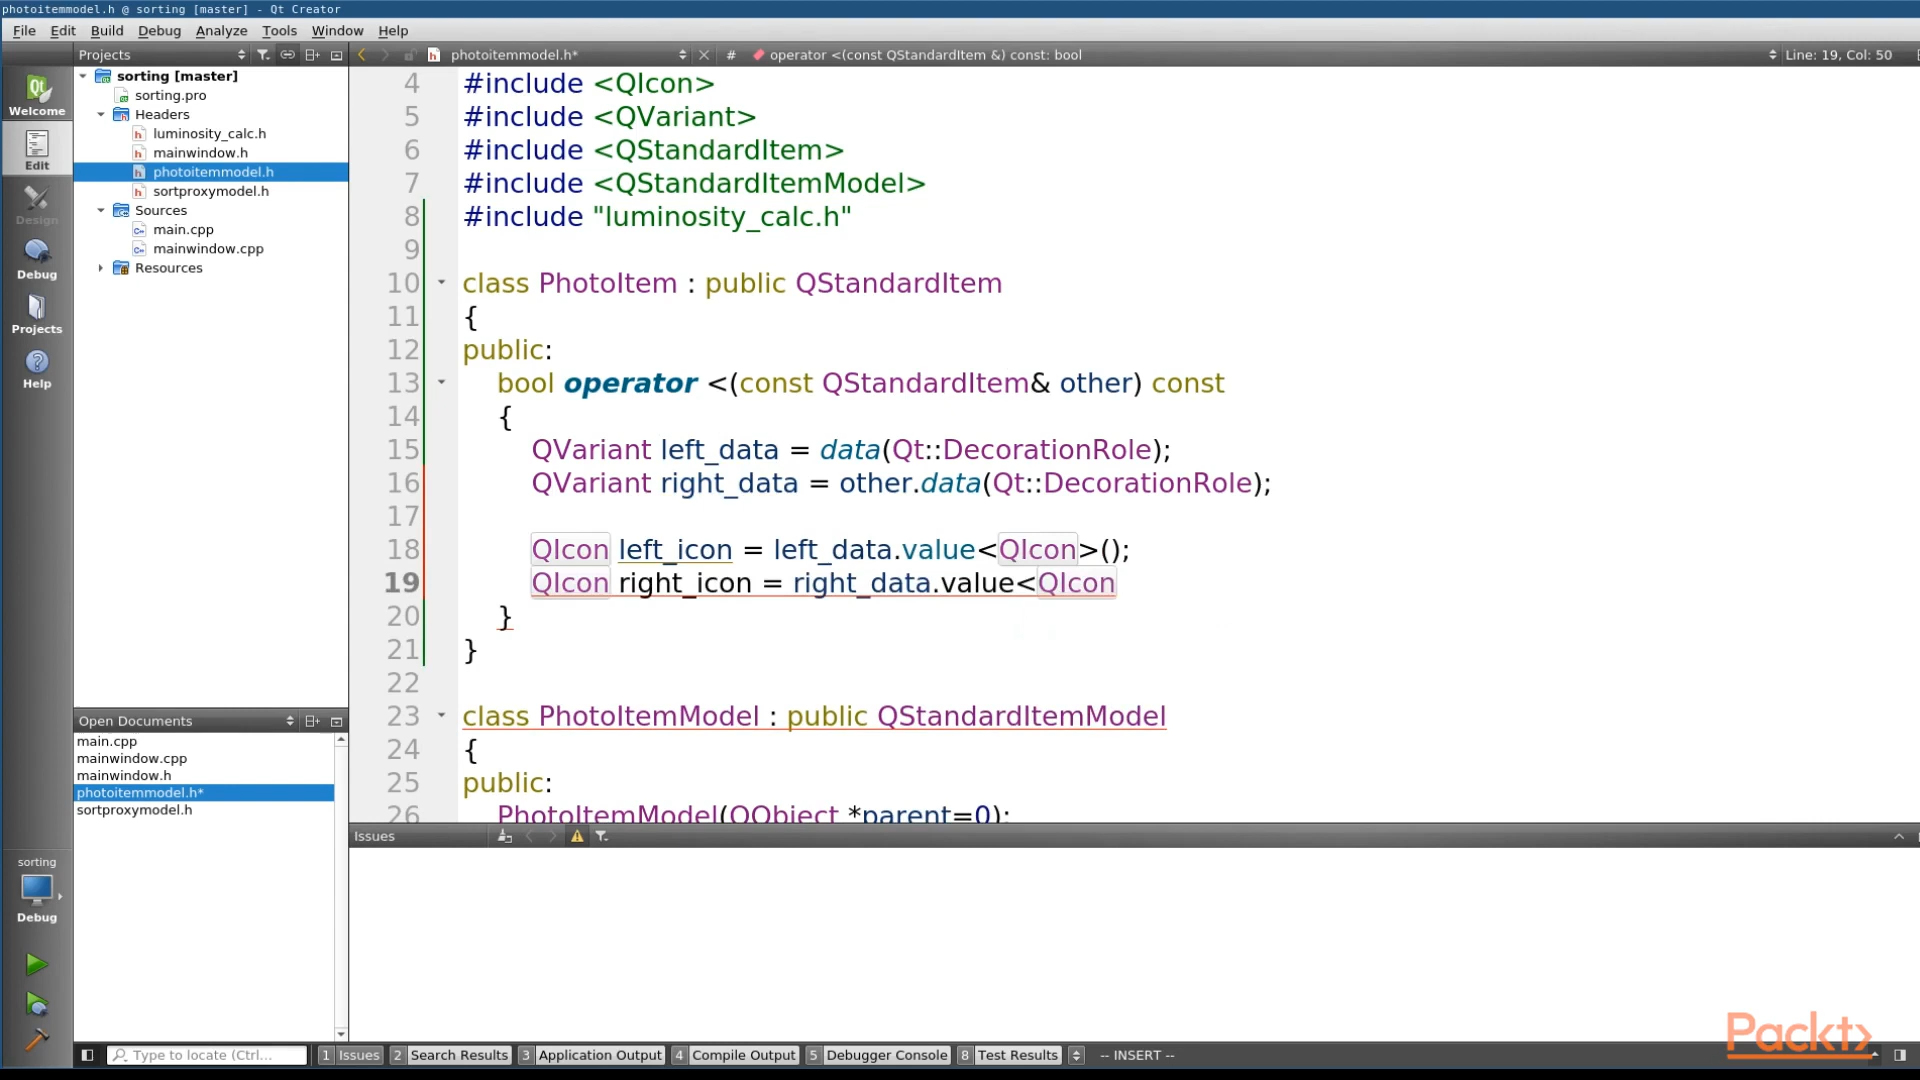 photoitemmodel.h @ sorting [master] - Qt Creator
File Edit Build Debug Analyze Tools Window Help
Projects
photoitemmodel.h*
# operator <(const QStandardItem &) const: bool
Line: 19, Col: 50
Welcome
Edit
Design
Debug
Projects
Help
sorting
Debug
sorting [master]
sorting.pro
Headers
luminosity_calc.h
mainwindow.h
photoitemmodel.h
sortproxymodel.h
Sources
main.cpp
mainwindow.cpp
Resources
Open Documents
main.cpp
mainwindow.cpp
mainwindow.h
photoitemmodel.h*
sortproxymodel.h
4 #include <QIcon>
5 #include <QVariant>
6 #include <QStandardItem>
7 #include <QStandardItemModel>
8 #include "luminosity_calc.h"
9
10 class PhotoItem : public QStandardItem
11 {
12 public:
13 bool operator <(const QStandardItem& other) const
14 {
15 QVariant left_data = data(Qt::DecorationRole);
16 QVariant right_data = other.data(Qt::DecorationRole);
17
18 QIcon left_icon = left_data.value<QIcon>();
19 QIcon right_icon = right_data.value<QIcon
20 }
21 }
22
23 class PhotoItemModel : public QStandardItemModel
24 {
25 public:
26 PhotoItemModel(QObject *parent=0);
Issues
Type to locate (Ctrl...
1 Issues 2 Search Results 3 Application Output 4 Compile Output 5 Debugger Console 8 Test Results -- INSERT --
Packt>